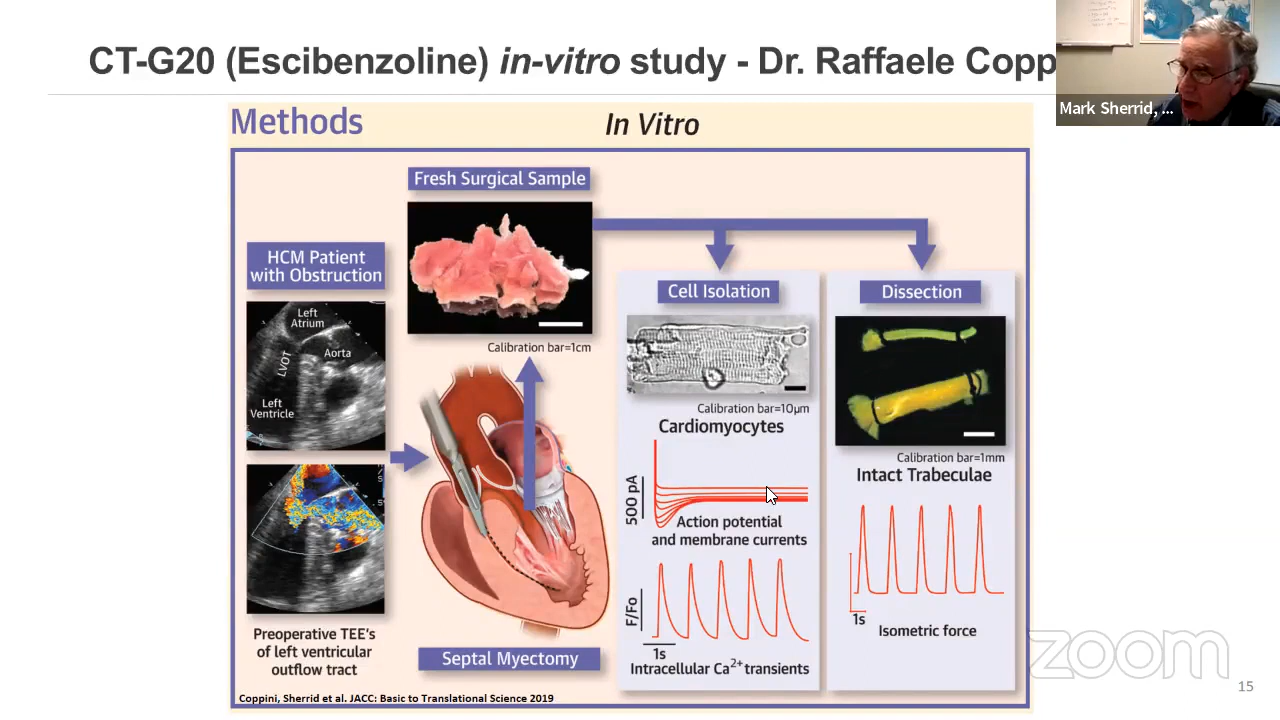 CT-G20 (Escibenzoline) in-vitro study - Dr. Raffaele Copp
Mark Sherrid, ...
Methods
In Vitro
Fresh Surgical Sample
HCM Patient
with Obstruction
Left
Atrium
Aorta
LVOT
Left
Ventricle
Calibration bar=1cm
Preoperative TEE's
of left ventricular
outflow tract
Septal Myectomy
Cell Isolation
Calibration bar=10μm
Cardiomyocytes
500 pA
Action potential
and membrane currents
F/Fo
1s
Intracellular Ca2+transients
Dissection
Calibration bar=1mm
Intact Trabeculae
1s
Isometric force
Coppini, Sherrid et al. JACC: Basic to Translational Science 2019
zoom
15